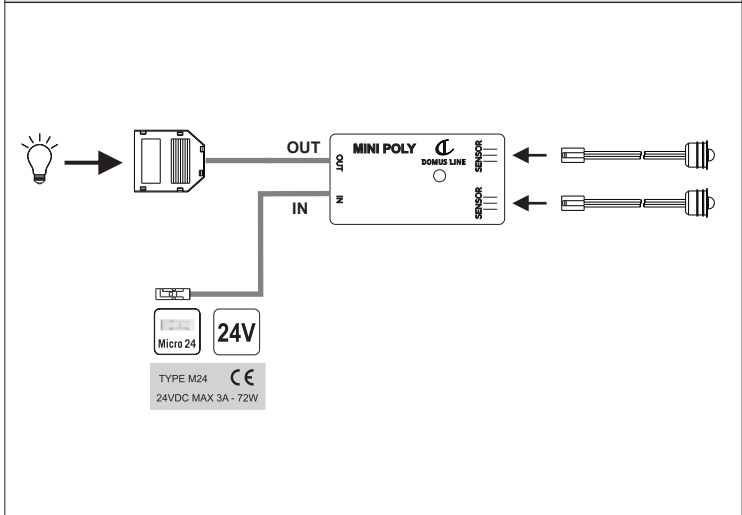 OUT
OUT
MINI POLY
DOMUS LINE
SENSOR
IN
IN
SENSOR
Micro 24
24V
TYPE M24 CE
24VDC MAX 3A - 72W